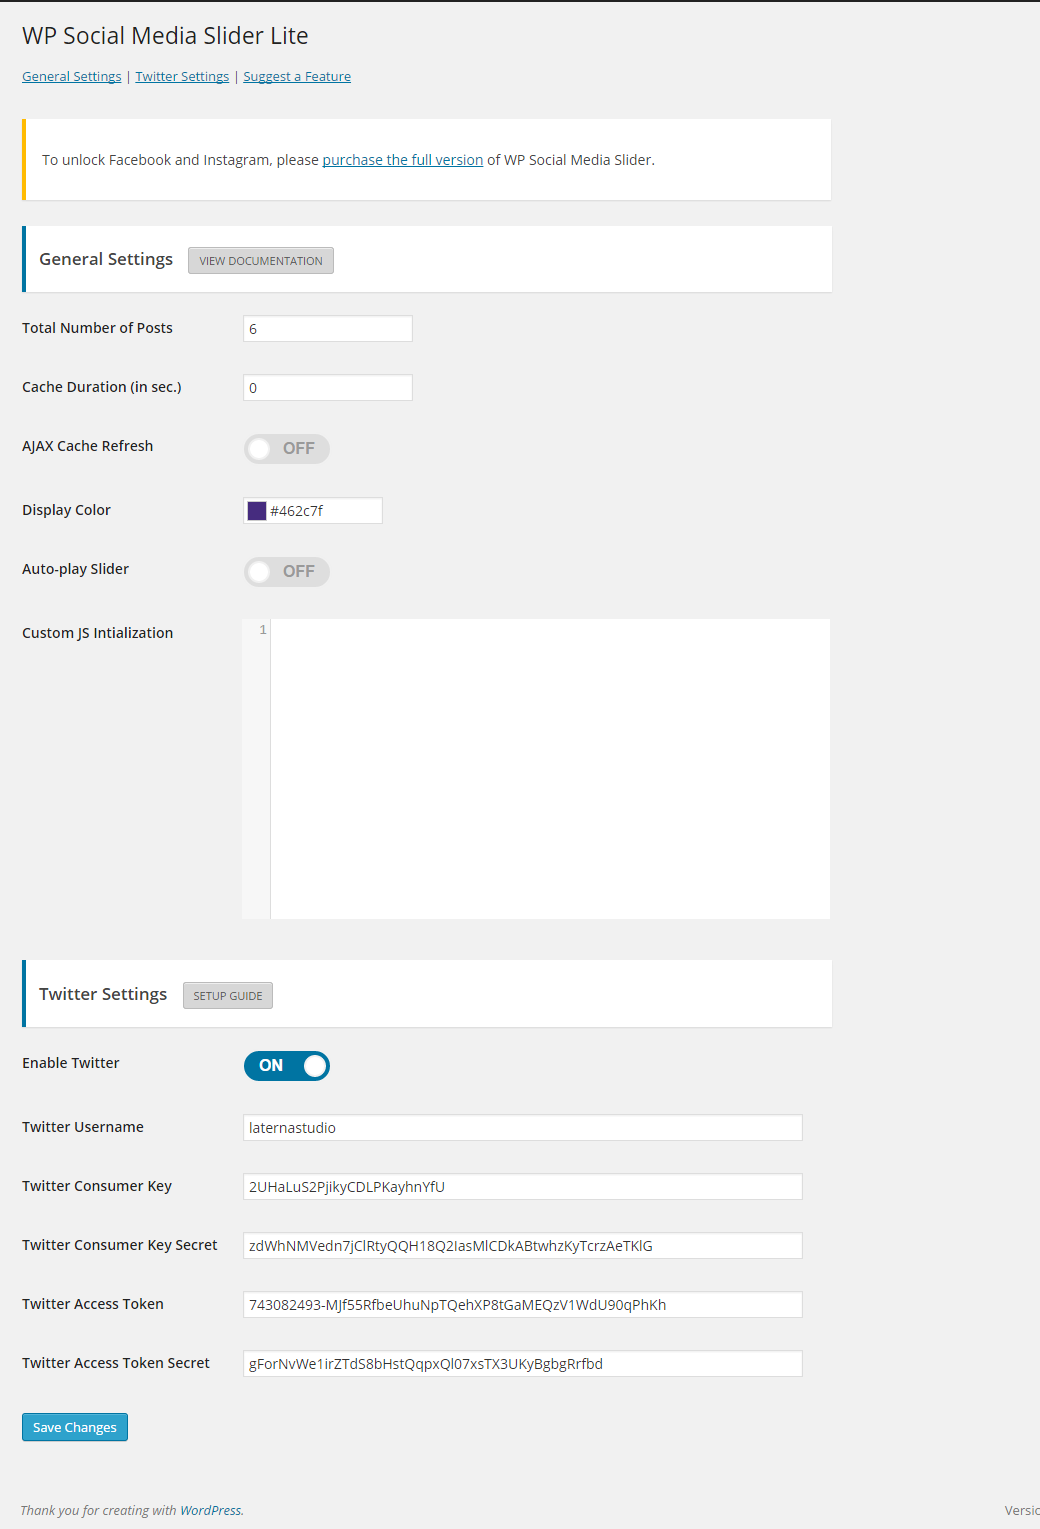 WP Social Media Slider Lite
General Settings | Twitter Settings | Suggest a Feature
To unlock Facebook and Instagram, please purchase the full version of WP Social Media Slider.
General Settings VIEW DOCUMENTATION
Total Number of Posts 6
Cache Duration (in sec.) 0
AJAX Cache Refresh OFF
Display Color #462c7f
Auto-play Slider OFF
Custom JS Intialization 1
Twitter Settings SETUP GUIDE
Enable Twitter ON
Twitter Username laternastudio
Twitter Consumer Key 2UHaLuS2PjikyCDLPKayhnYfU
Twitter Consumer Key Secret zdWhNMVedn7jClRtyQQH18Q2IasMlCDkABtwhzKyTcrzAeTKlG
Twitter Access Token 743082493-MJf55RfbeUhuNpTQehXP8tGaMEQzV1WdU90qPhKh
Twitter Access Token Secret gForNvWe1irZTdS8bHstQqpxQl07xsTX3UKyBgbgRrfbd
Save Changes
Thank you for creating with WordPress. Versio